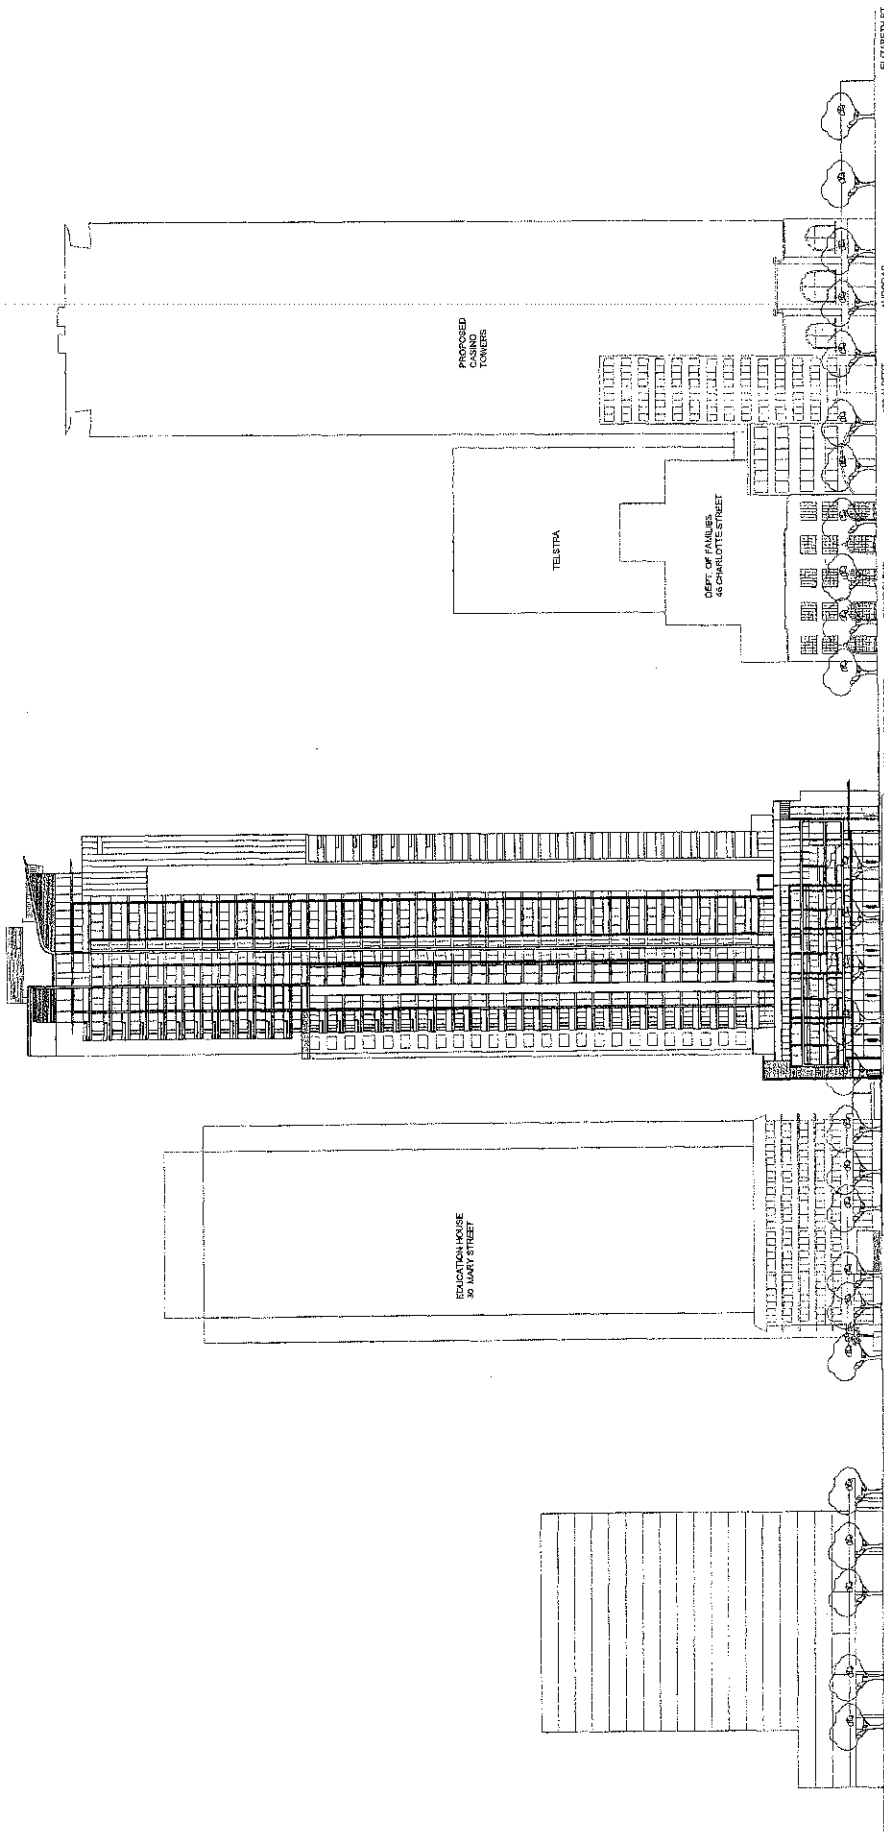 EDUCATION HOUSE
30 MARY STREET
TELSTRA
DEPT. OF FAMILIES
46 CHARLOTTE STREET
PROPOSED
CASINO
TOWERS